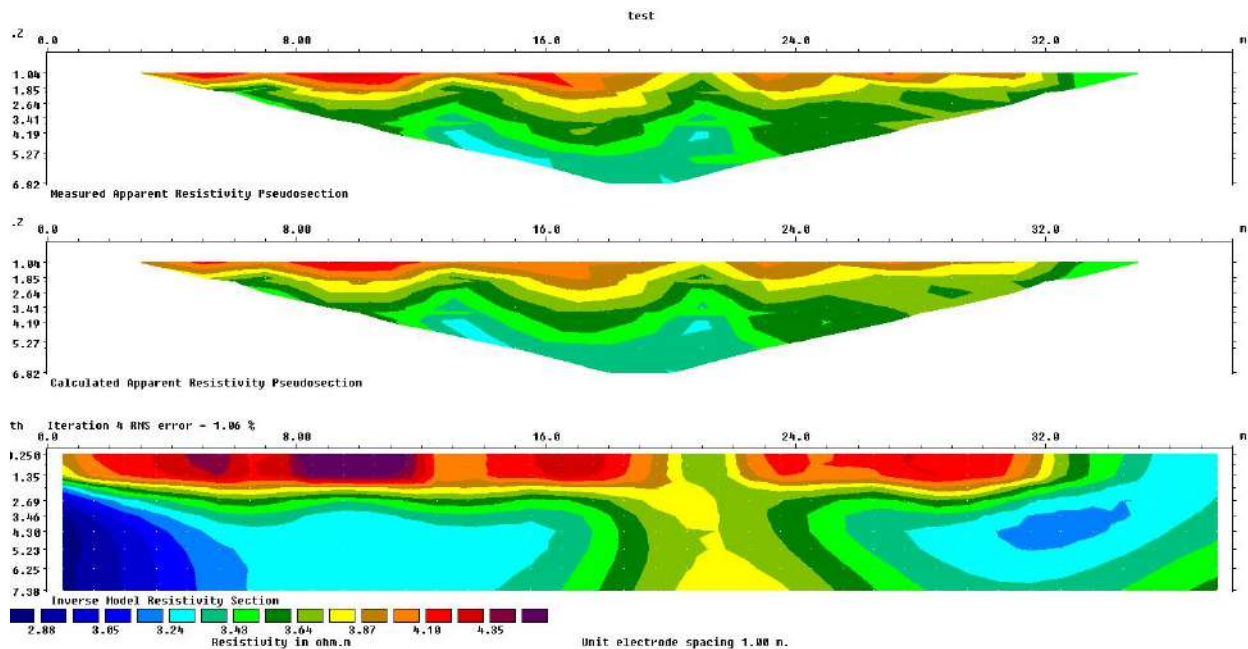 test
.Z 0.0 8.00 16.0 24.0 32.0 m
1.04
1.85
2.64
3.41
4.19
5.27
6.82
Measured Apparent Resistivity Pseudosection
.Z 0.0 8.00 16.0 24.0 32.0 m
1.04
1.85
2.64
3.41
4.19
5.27
6.82
Calculated Apparent Resistivity Pseudosection
th Iteration 4 RMS error = 1.06 %
0.0 8.00 16.0 24.0 32.0 m
0.250
1.35
2.69
3.46
4.30
5.23
6.25
7.38
Inverse Model Resistivity Section
2.88 3.05 3.24 3.43 3.64 3.87 4.10 4.35
Resistivity in ohm.m Unit electrode spacing 1.00 m.